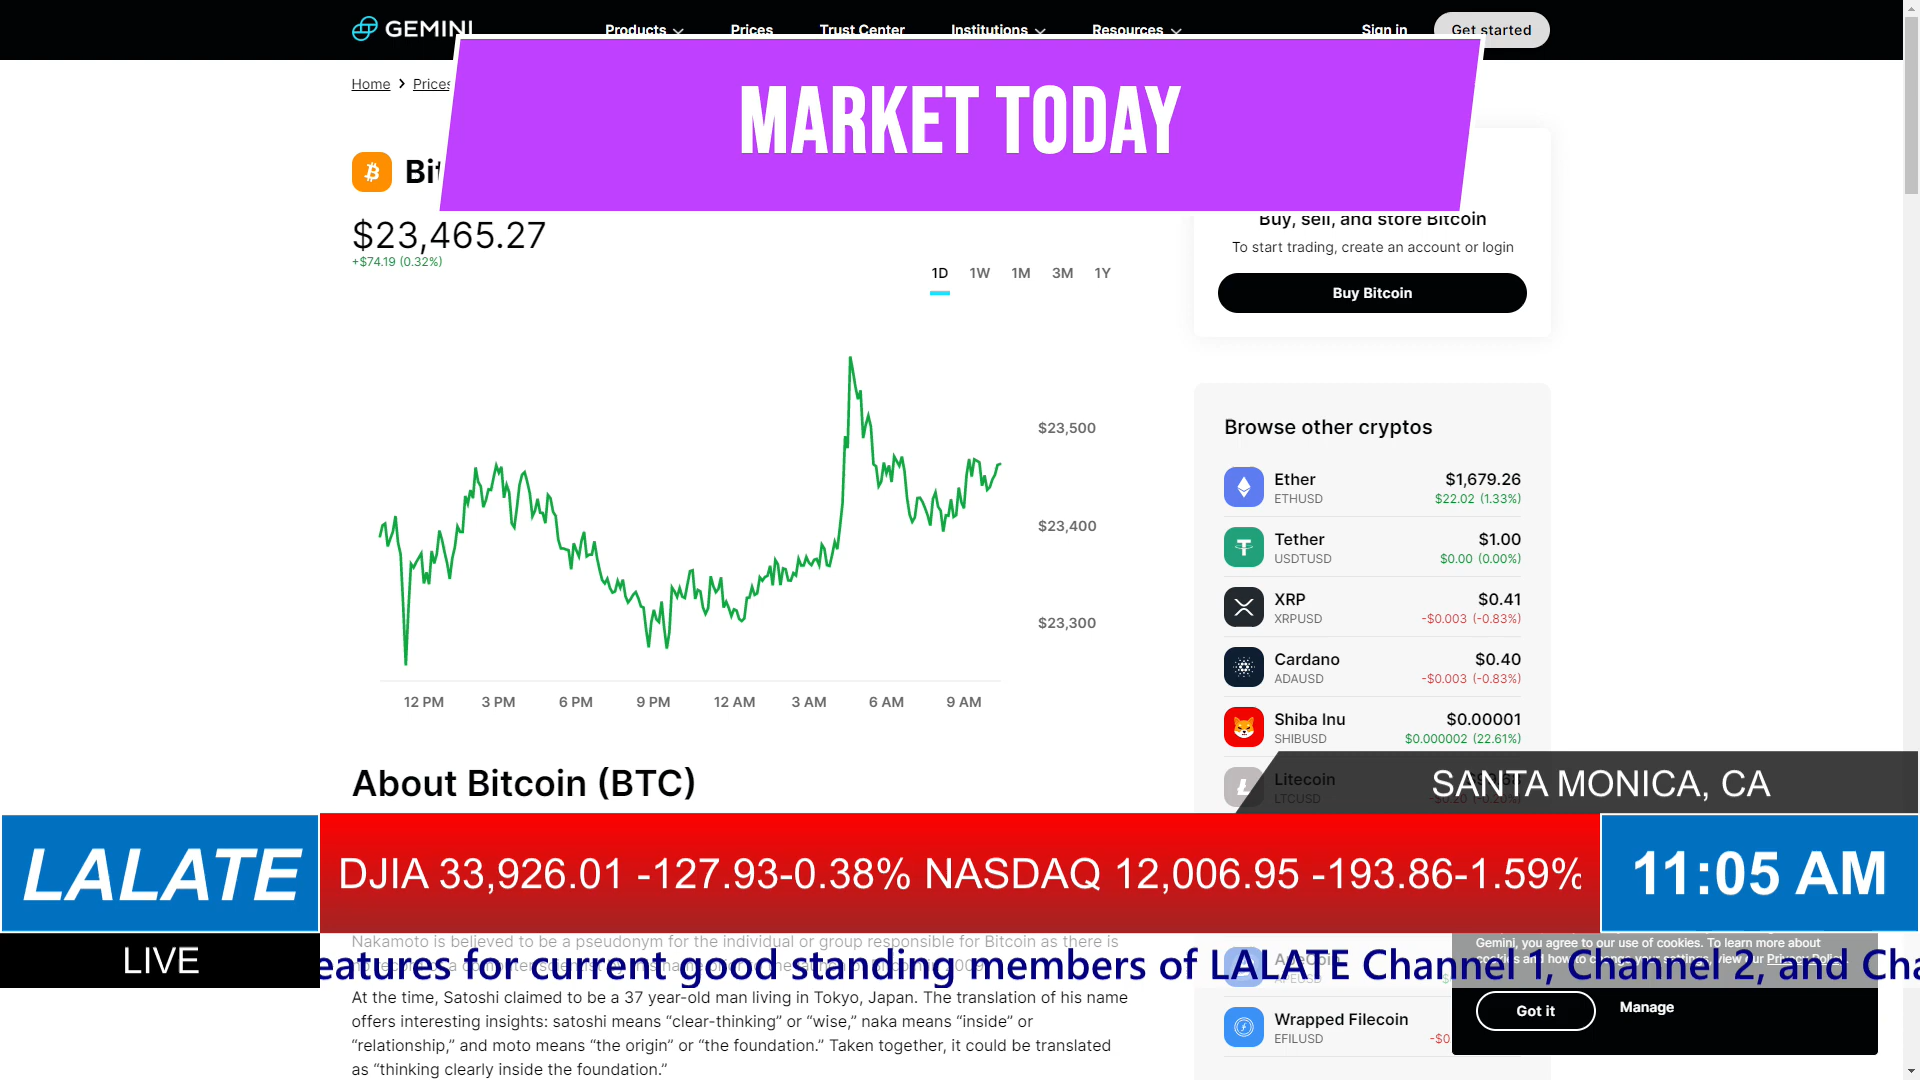 GEMINI
Products
Prices
Trust Center
Institutions
Resources
Sign in
Get started
Home
Prices
MARKET TODAY
$23,465.27
+$74.19 (0.32%)
1D 1W 1M 3M 1Y
$23,500
$23,400
$23,300
12 PM 3 PM 6 PM 9 PM 12 AM 3 AM 6 AM 9 AM
About Bitcoin (BTC)
Buy, sell, and store Bitcoin
To start trading, create an account or login
Buy Bitcoin
Browse other cryptos
Ether $1,679.26
ETHUSD $22.02 (1.33%)
Tether $1.00
USDTUSD $0.00 (0.00%)
XRP $0.41
XRPUSD -$0.003 (-0.83%)
Cardano $0.40
ADAUSD -$0.003 (-0.83%)
Shiba Inu $0.00001
SHIBUSD $0.000002 (22.61%)
Litecoin
LTCUSD
SANTA MONICA, CA
LALATE
DJIA 33,926.01 -127.93-0.38% NASDAQ 12,006.95 -193.86-1.59%
11:05 AM
LIVE
Nakamoto is believed to be a pseudonym for the individual or group responsible for Bitcoin as there is
eatures for current good standing members of LALATE Channel 1, Channel 2, and Cha
At the time, Satoshi claimed to be a 37 year-old man living in Tokyo, Japan. The translation of his name
offers interesting insights: satoshi means “clear-thinking” or “wise,” naka means “inside” or
“relationship,” and moto means “the origin” or “the foundation.” Taken together, it could be translated
as “thinking clearly inside the foundation.”
Wrapped Filecoin
EFILUSD -$0
Gemini, you agree to our use of cookies. To learn more about
Got it
Manage